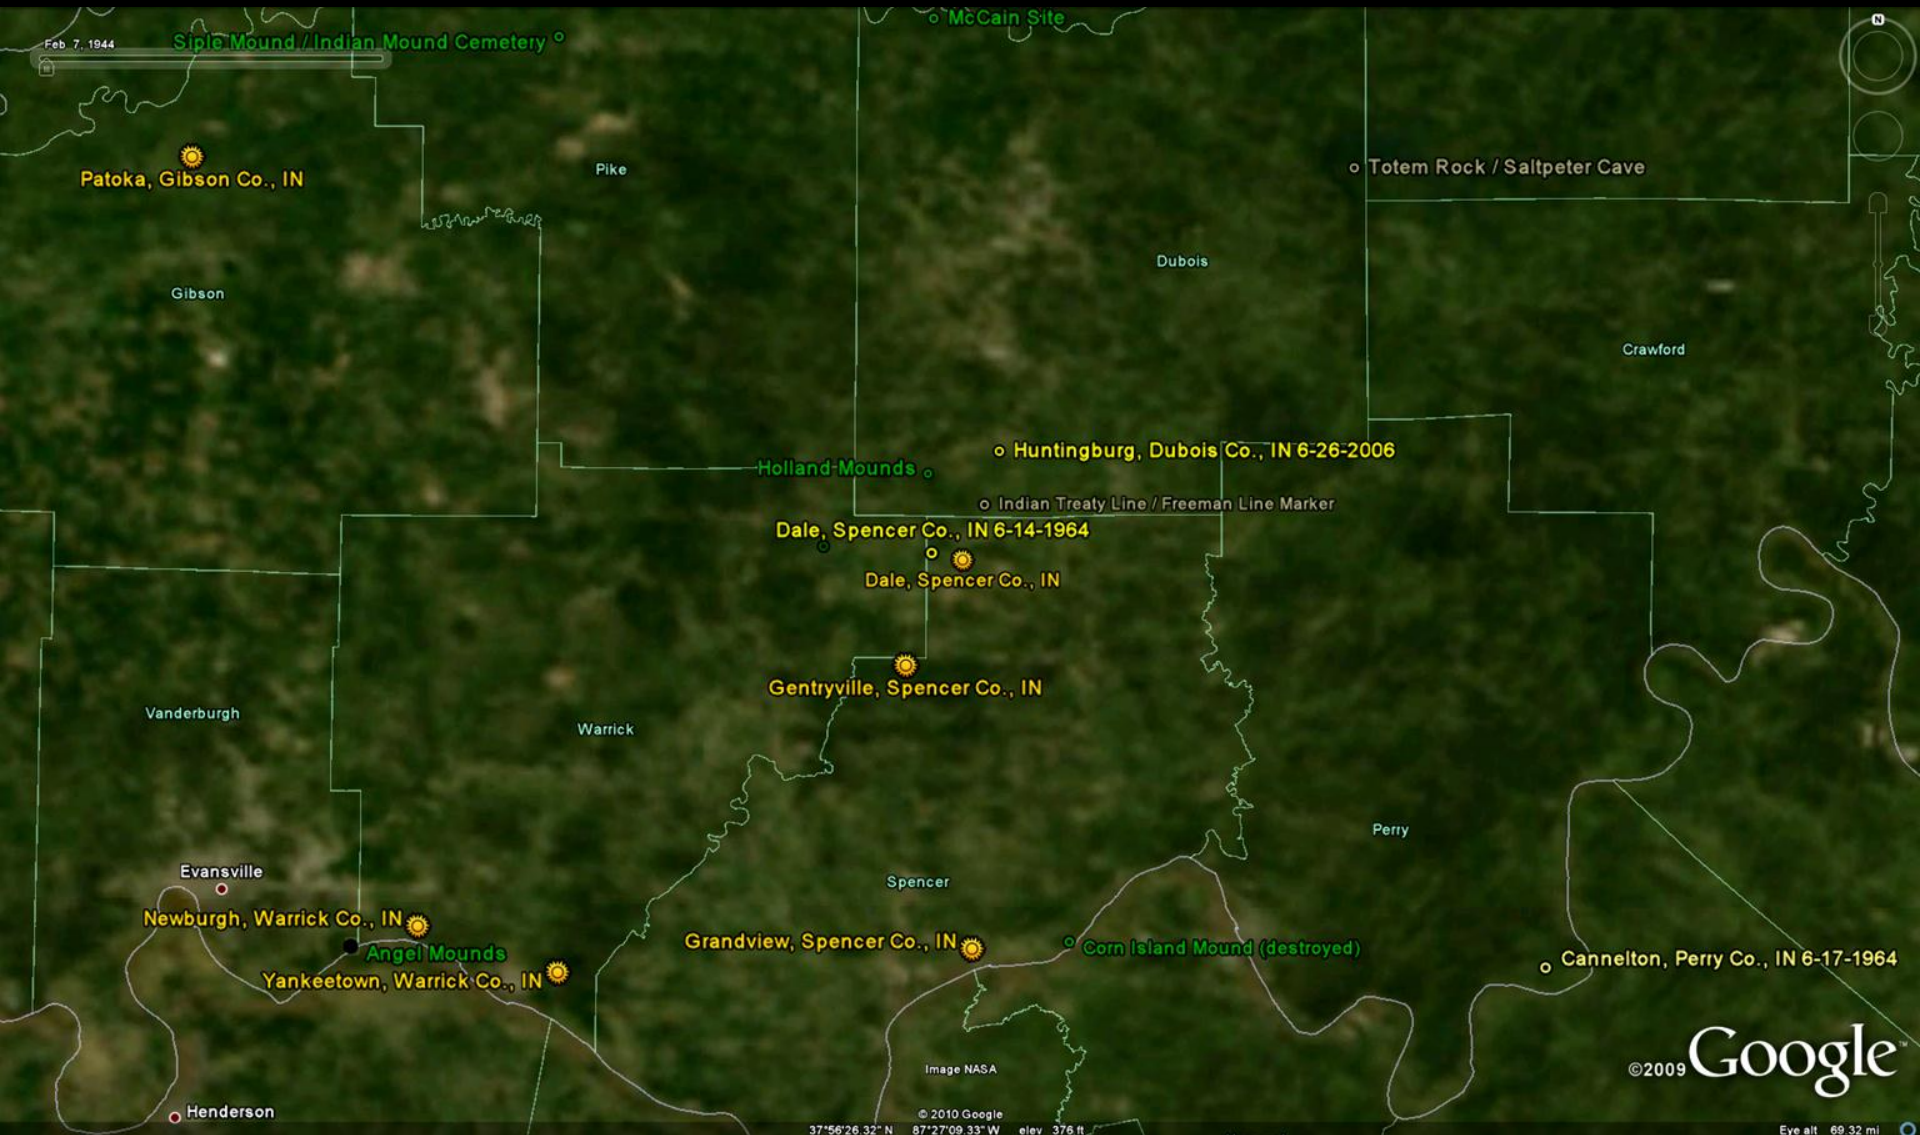 McCain Site
Feb 7, 1944
Siple Mound / Indian Mound Cemetery
N
Patoka, Gibson Co., IN
Pike
Totem Rock / Saltpeter Cave
Dubois
Gibson
Crawford
Huntingburg, Dubois Co., IN 6-26-2006
Holland Mounds
Indian Treaty Line / Freeman Line Marker
Dale, Spencer Co., IN 6-14-1964
Dale, Spencer Co., IN
Gentryville, Spencer Co., IN
Vanderburgh
Warrick
Perry
Evansville
Spencer
Newburgh, Warrick Co., IN
Grandview, Spencer Co., IN
Corn Island Mound (destroyed)
Angel Mounds
Cannelton, Perry Co., IN 6-17-1964
Yankeetown, Warrick Co., IN
Image NASA
©2009 Google™
Henderson
© 2010 Google
37°56'26.32" N 87°27'09.33" W elev 376 ft
Eye alt 69.32 mi